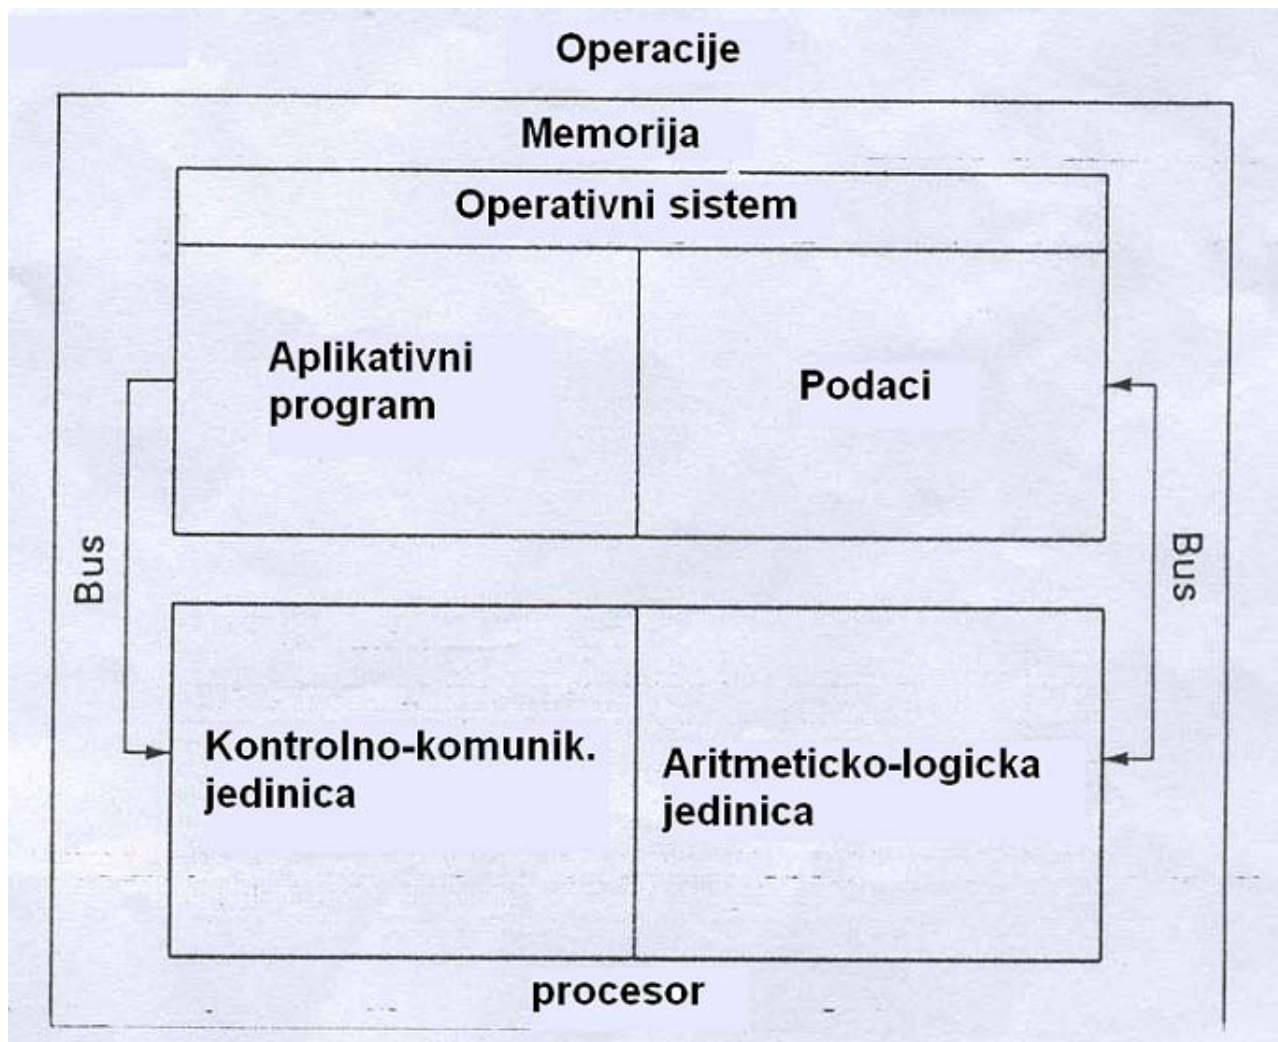 Operacije
Memorija
Operativni sistem
Aplikativni
program
Podaci
Bus
Bus
Kontrolno-komunik.
jedinica
Aritmeticko-logicka
jedinica
procesor